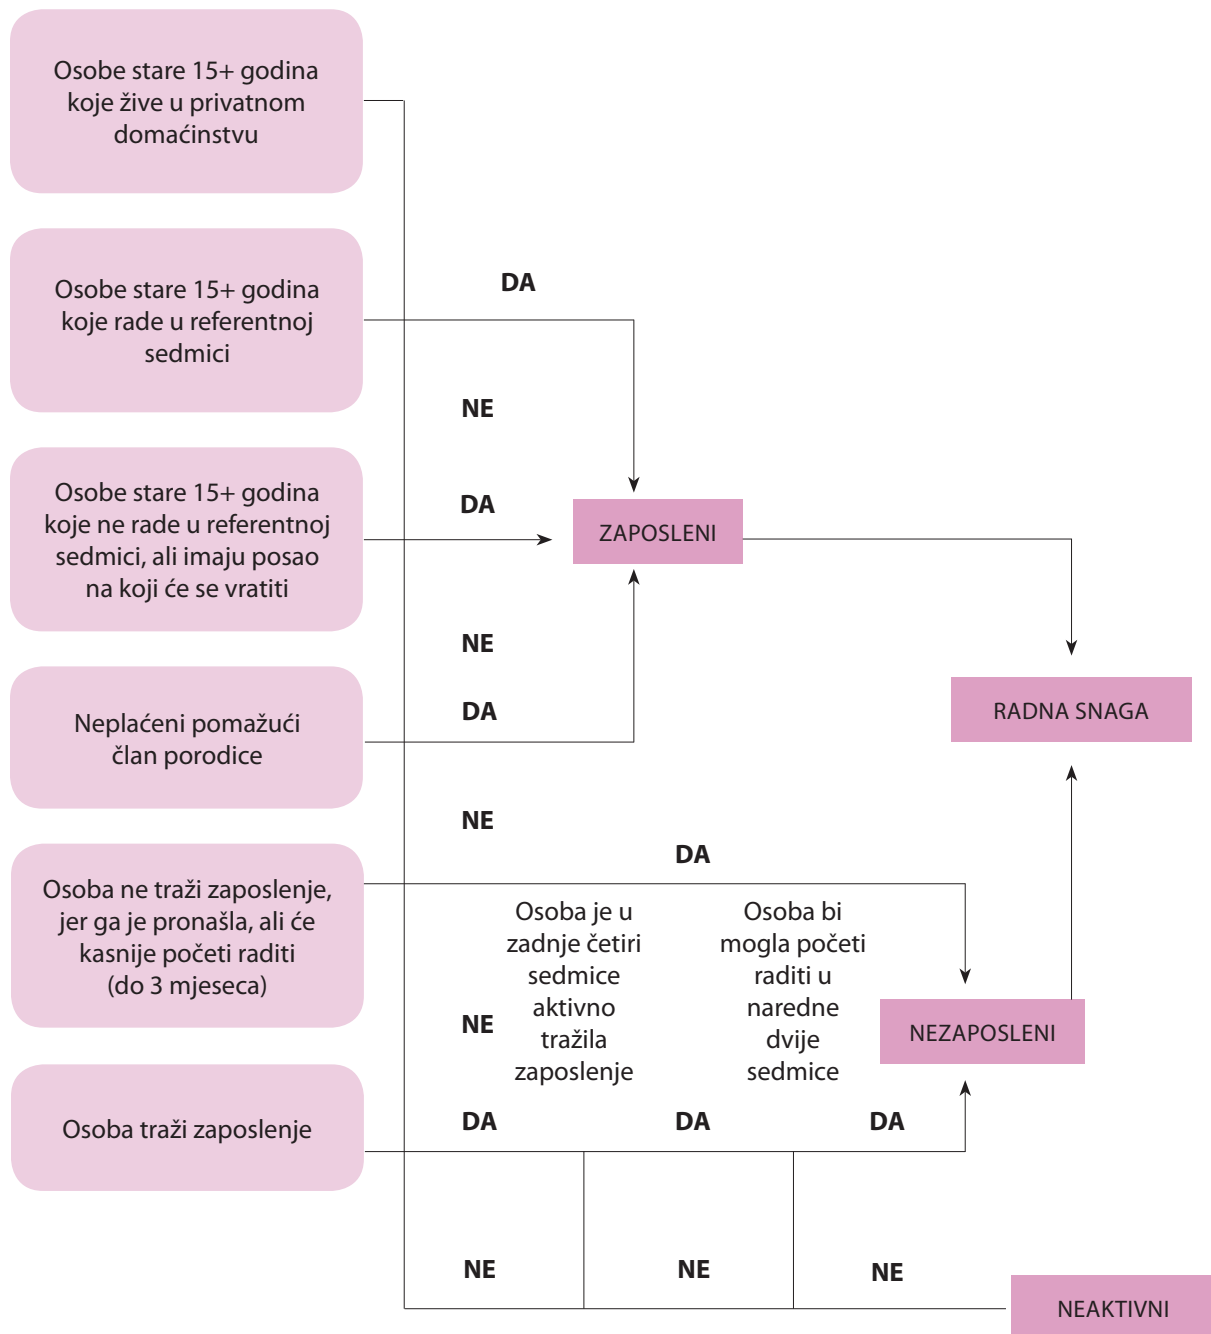 Osobe stare 15+ godina
koje žive u privatnom
domaćinstvu
DA
Osobe stare 15+ godina
koje rade u referentnoj
sedmici
NE
Osobe stare 15+ godina
koje ne rade u referentnoj
sedmici, ali imaju posao
na koji će se vratiti
DA
ZAPOSLENI
NE
Neplaćeni pomažući
član porodice
DA
RADNA SNAGA
NE
DA
Osoba ne traži zaposlenje,
jer ga je pronašla, ali će
kasnije početi raditi
(do 3 mjeseca)
Osoba je u
zadnje četiri
sedmice
aktivno
tražila
zaposlenje
Osoba bi
mogla početi
raditi u
naredne
dvije
sedmice
NE
NEZAPOSLENI
Osoba traži zaposlenje
DA
DA
DA
NE
NE
NE
NEAKTIVNI